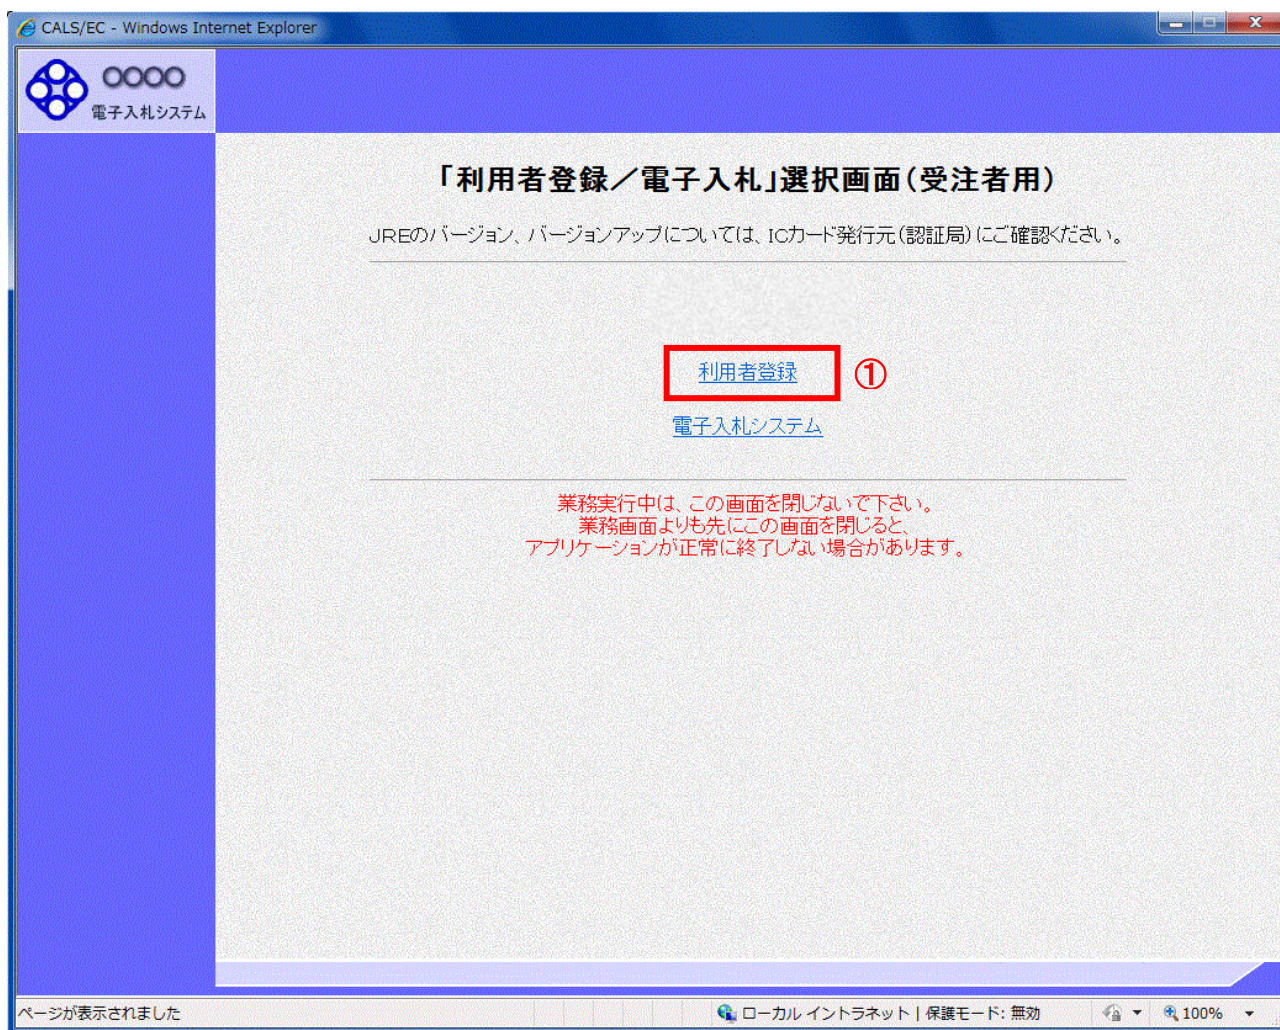 CALS/EC - Windows Internet Explorer
○○○○
電子入札システム
「利用者登録／電子入札」選択画面（受注者用）
JREのバージョン、バージョンアップについては、ICカード発行元（認証局）にご確認ください。
利用者登録 ①
電子入札システム
業務実行中は、この画面を閉じないで下さい。
業務画面よりも先にこの画面を閉じると、
アプリケーションが正常に終了しない場合があります。
ページが表示されました ローカル イントラネット | 保護モード: 無効 100%